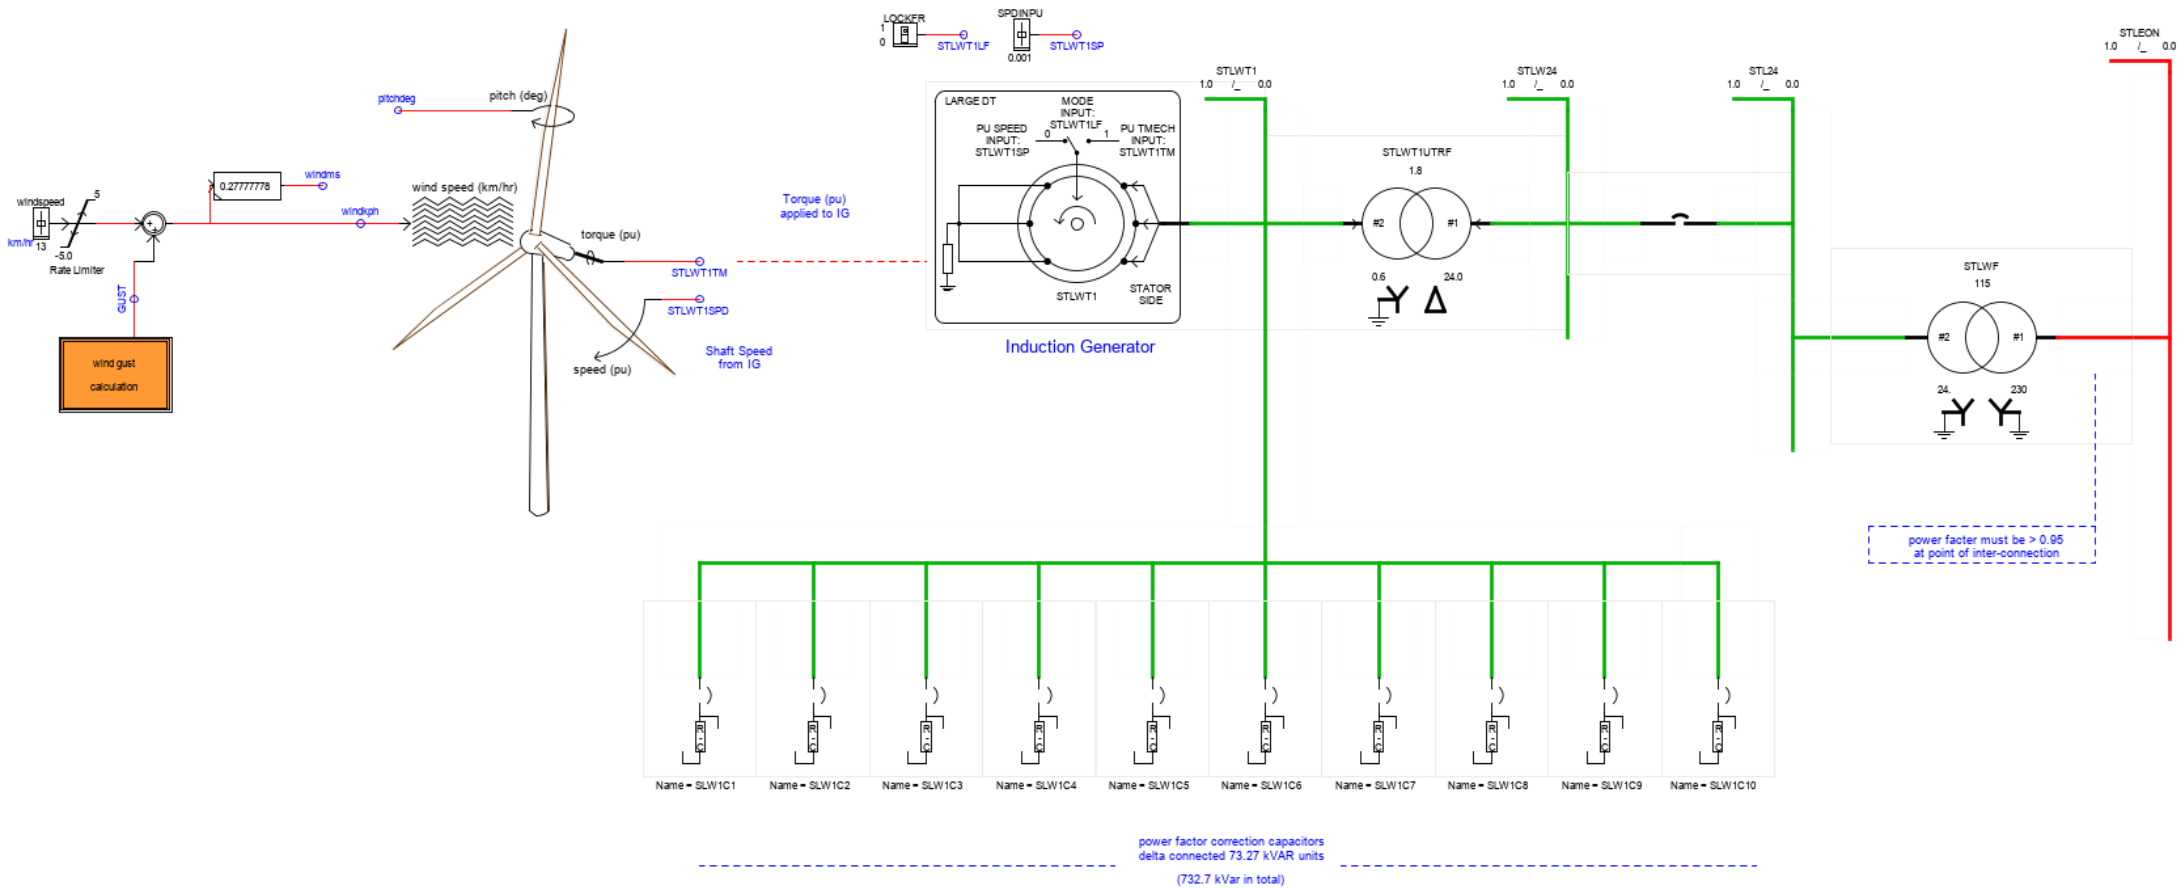 LOCKFR
1
0
STLWT1LF
SPDINPU
0.001
STLWT1SP
STLEON
1.0 /_ 0.0
STLWT1
1.0 /_ 0.0
STLW24
1.0 /_ 0.0
STL24
1.0 /_ 0.0
pitchdeg
pitch (deg)
LARGE DT
MODE
INPUT:
STLWT1LF
PU SPEED
INPUT:
STLWT1SP
0
1
PU TMECH
INPUT:
STLWT1TM
STLWT1
STATOR
SIDE
Induction Generator
STLWT1UTRF
1.8
#2
#1
0.6
24.0
windspeed
km/hr
13
5
-5.0
Rate Limiter
0.27777778
windms
windkph
wind speed (km/hr)
GUST
wind gust
calculation
torque (pu)
STLWT1TM
STLWT1SPD
speed (pu)
Shaft Speed
from IG
Torque (pu)
applied to IG
STLWF
115
#2
#1
24.
230
power facter must be > 0.95
at point of inter-connection
R-C
R-C
R-C
R-C
R-C
R-C
R-C
R-C
R-C
R-C
Name = SLW1C1
Name = SLW1C2
Name = SLW1C3
Name = SLW1C4
Name = SLW1C5
Name = SLW1C6
Name = SLW1C7
Name = SLW1C8
Name = SLW1C9
Name = SLW1C10
power factor correction capacitors
delta connected 73.27 kVAR units
(732.7 kVar in total)